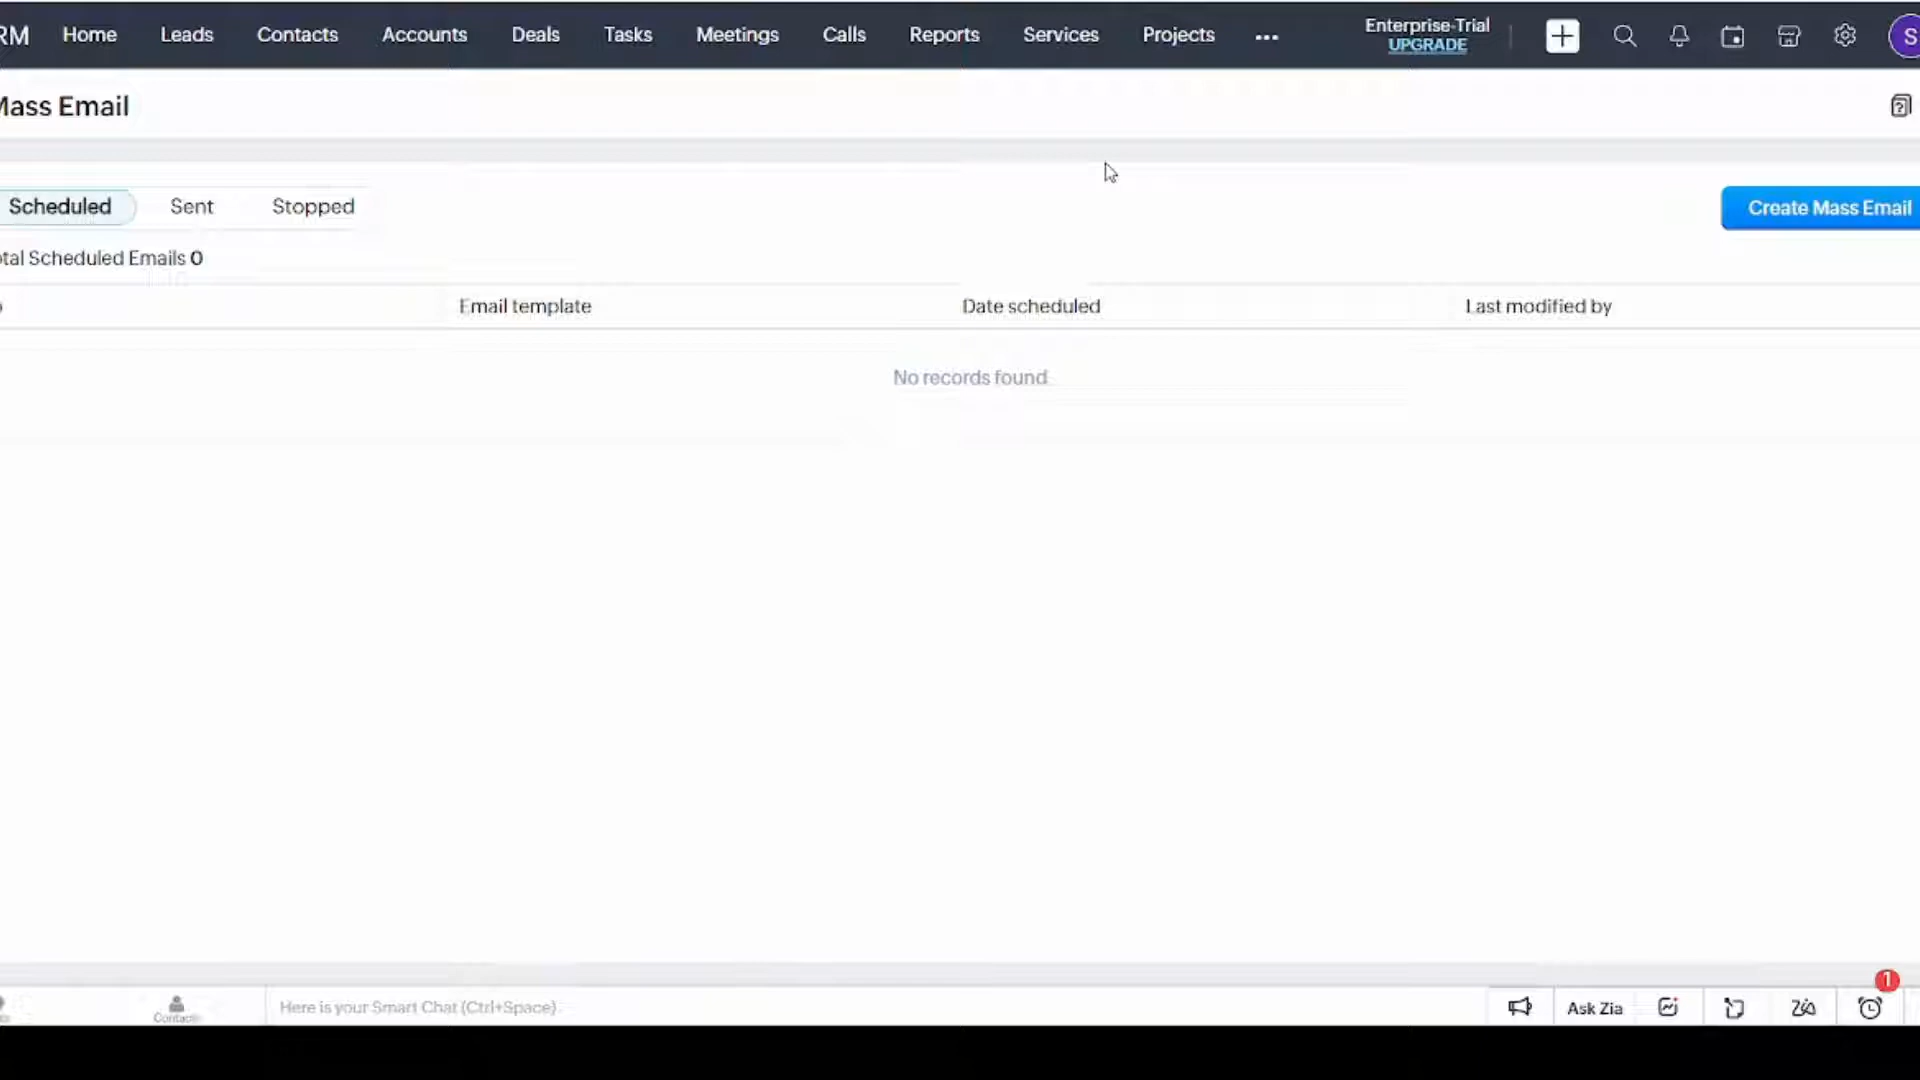 RM Home Leads Contacts Accounts Deals Tasks Meetings Calls Reports Services Projects ... Enterprise-Trial
UPGRADE
S
Mass Email
Scheduled Sent Stopped Create Mass Email
tal Scheduled Emails 0
Email template Date scheduled Last modified by
No records found
1
Contacts Here is your Smart Chat (Ctrl+Space) Ask Zia